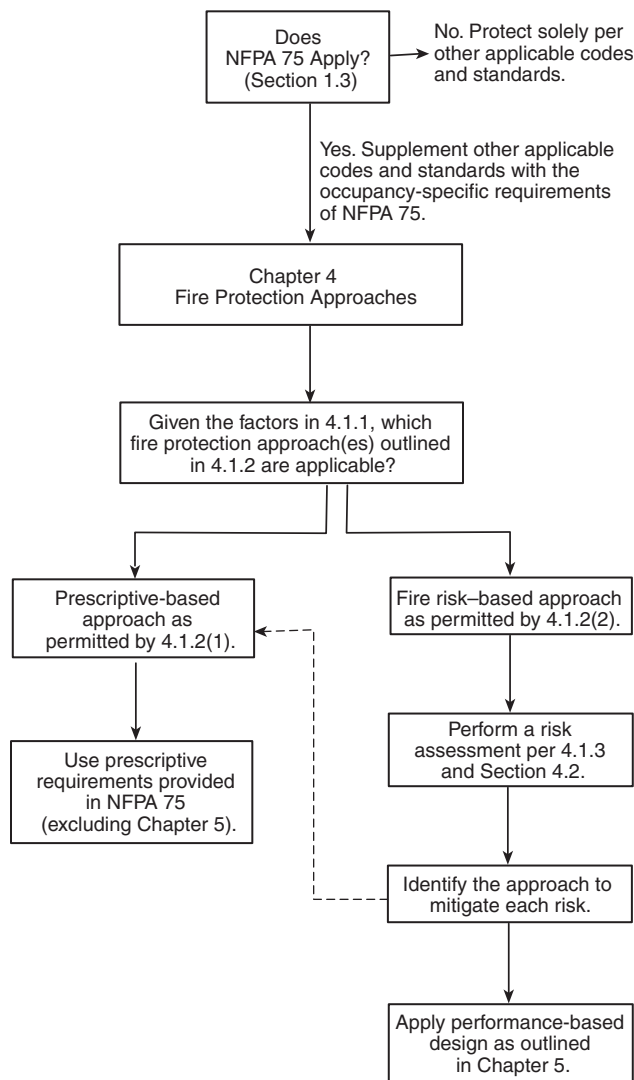 Does
NFPA 75 Apply?
(Section 1.3)
No. Protect solely per
other applicable codes
and standards.
Yes. Supplement other applicable
codes and standards with the
occupancy-specific requirements
of NFPA 75.
Chapter 4
Fire Protection Approaches
Given the factors in 4.1.1, which
fire protection approach(es) outlined
in 4.1.2 are applicable?
Prescriptive-based
approach as
permitted by 4.1.2(1).
Fire risk–based approach
as permitted by 4.1.2(2).
Use prescriptive
requirements provided
in NFPA 75
(excluding Chapter 5).
Perform a risk
assessment per 4.1.3
and Section 4.2.
Identify the approach to
mitigate each risk.
Apply performance-based
design as outlined
in Chapter 5.